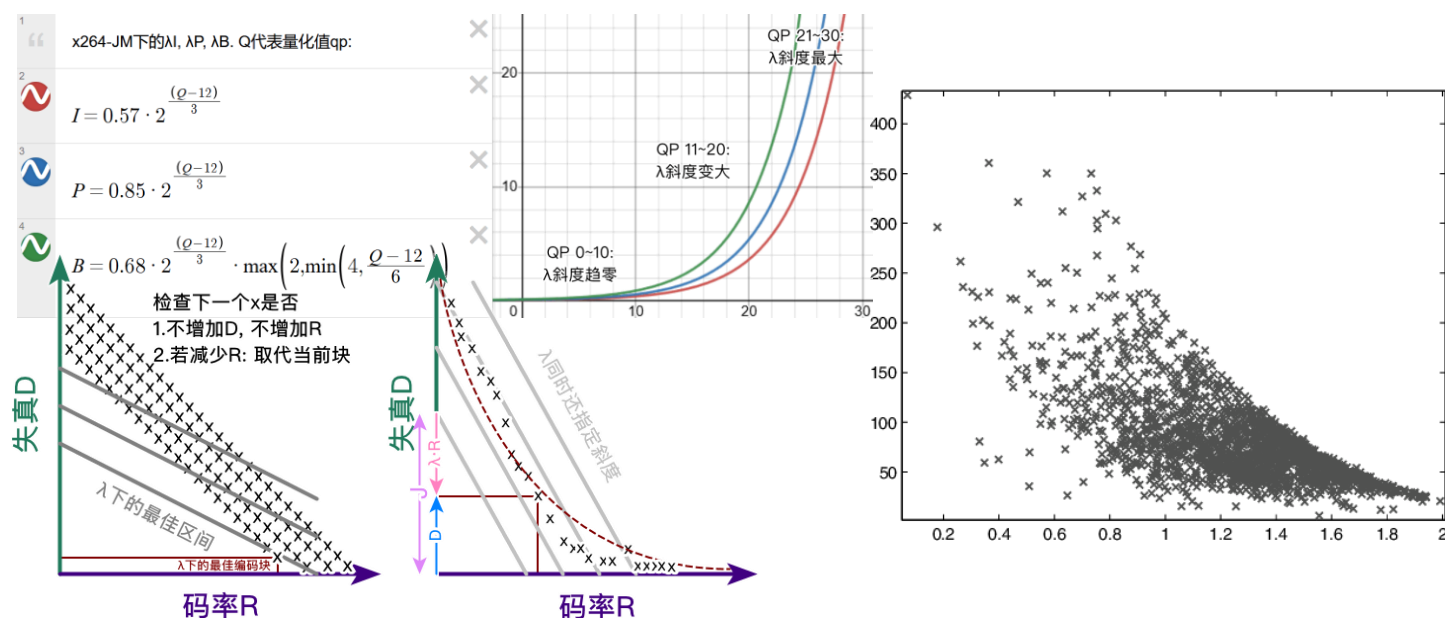 1
x264-JM下的λI, λP, λB. Q代表量化值qp:
2
I = 0.57 · 2^((Q−12)/3)
3
P = 0.85 · 2^((Q−12)/3)
4
B = 0.68 · 2^((Q−12)/3) · max(2,min(4, (Q−12)/6))
QP 21~30:
λ斜度最大
20
QP 11~20:
λ斜度变大
10
QP 0~10:
λ斜度趋零
0
10
20
30
检查下一个x是否
1.不增加D, 不增加R
2.若减少R: 取代当前块
失真D
λ下的最佳区间
λ下的最佳编码块
码率R
失真D
λ同时还指定斜度
J
λ·R
D
码率R
400
350
300
250
200
150
100
50
0.2
0.4
0.6
0.8
1
1.2
1.4
1.6
1.8
2